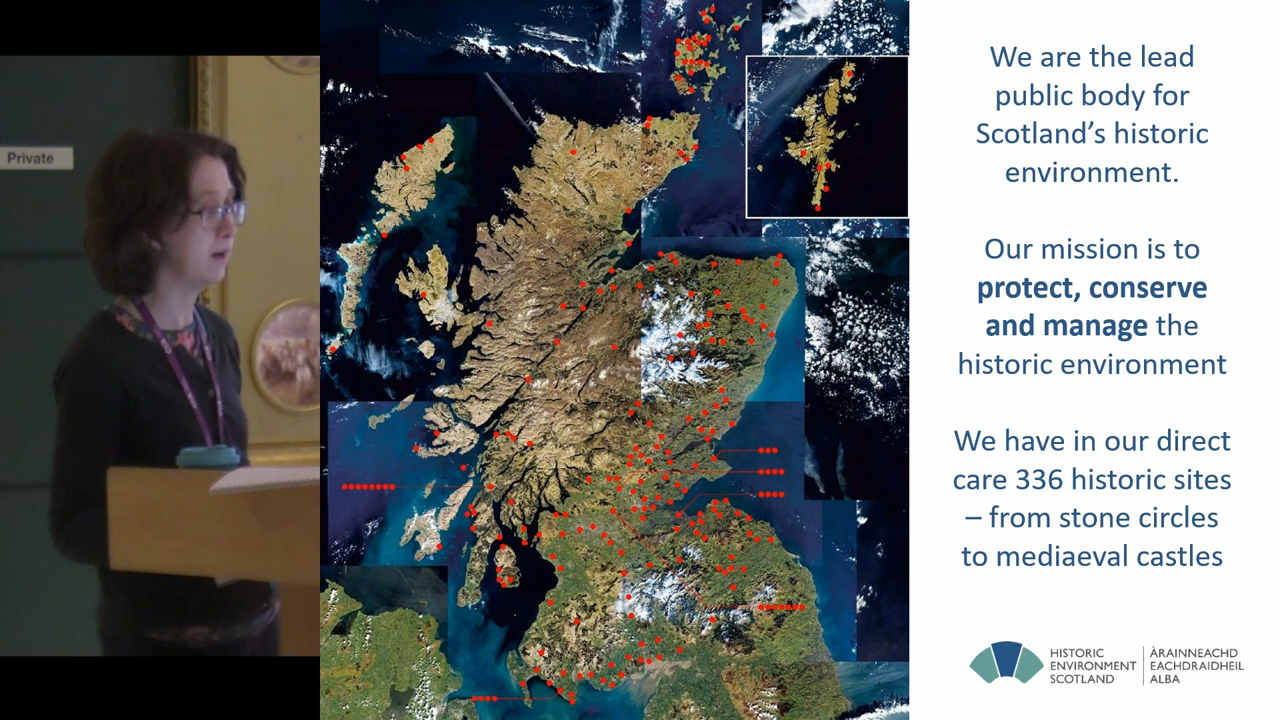 Private
We are the lead
public body for
Scotland’s historic
environment.
Our mission is to
protect, conserve
and manage the
historic environment
We have in our direct
care 336 historic sites
– from stone circles
to mediaeval castles
HISTORIC
ENVIRONMENT
SCOTLAND
ÀRAINNEACHD
EACHDRAIDHEIL
ALBA